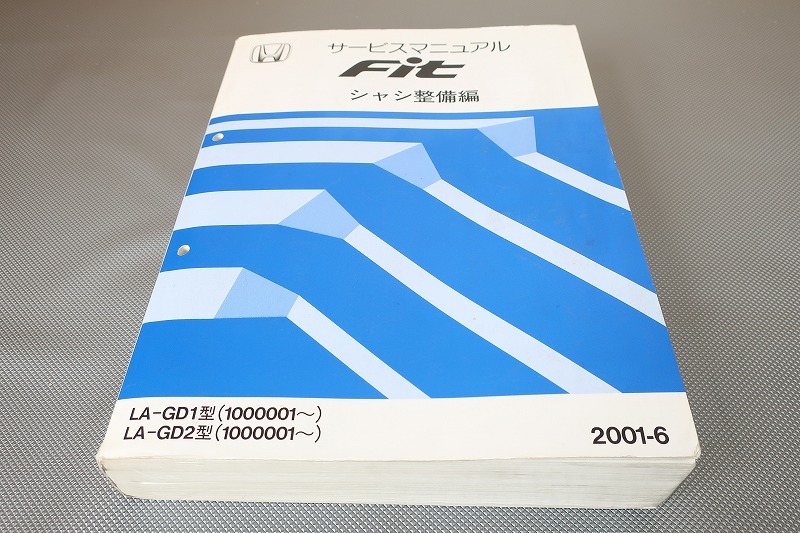 サービスマニュアル
Fit
シャシ整備編
LA-GD1型(1000001〜)
LA-GD2型(1000001〜)
2001-6